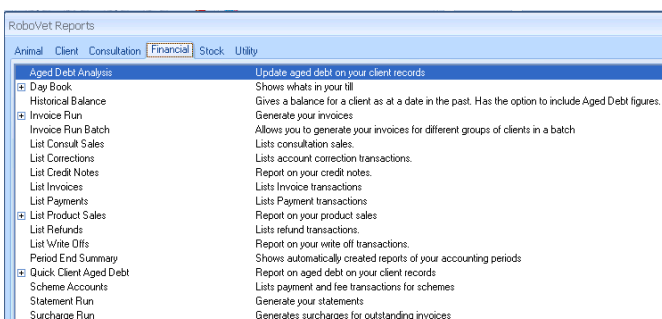 RoboVet Reports
Animal Client Consultation Financial Stock Utility
Aged Debt Analysis Update aged debt on your client records
Day Book Shows whats in your till
Historical Balance Gives a balance for a client as at a date in the past. Has the option to include Aged Debt figures.
Invoice Run Generate your invoices
Invoice Run Batch Allows you to generate your invoices for different groups of clients in a batch
List Consult Sales Lists consultation sales.
List Corrections Lists account correction transactions.
List Credit Notes Report on your credit notes.
List Invoices Lists Invoice transactions
List Payments Lists Payment transactions
List Product Sales Report on your product sales
List Refunds Lists refund transactions.
List Write Offs Report on your write off transactions.
Period End Summary Shows automatically created reports of your accounting periods
Quick Client Aged Debt Report on aged debt on your client records
Scheme Accounts Lists payment and fee transactions for schemes
Statement Run Generate your statements
Surcharge Run Generates surcharges for outstanding invoices